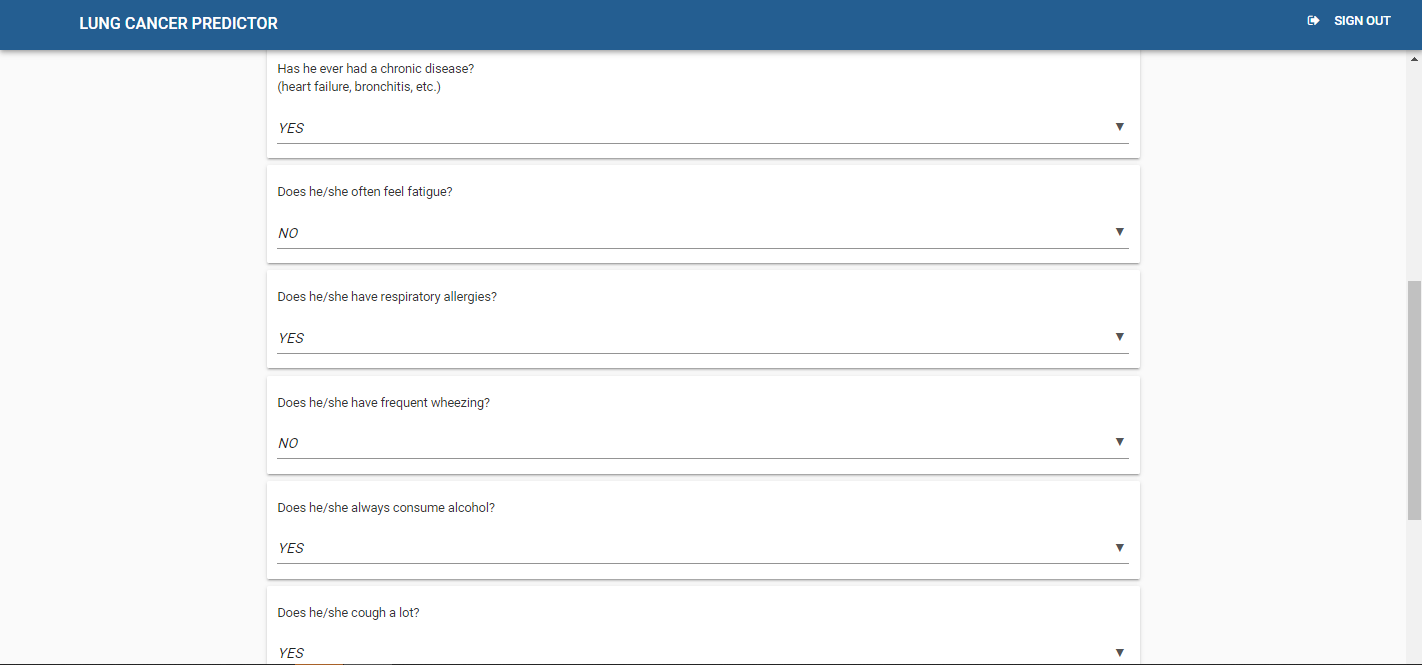 LUNG CANCER PREDICTOR
SIGN OUT
Has he ever had a chronic disease?
(heart failure, bronchitis, etc.)
YES
Does he/she often feel fatigue?
NO
Does he/she have respiratory allergies?
YES
Does he/she have frequent wheezing?
NO
Does he/she always consume alcohol?
YES
Does he/she cough a lot?
YES